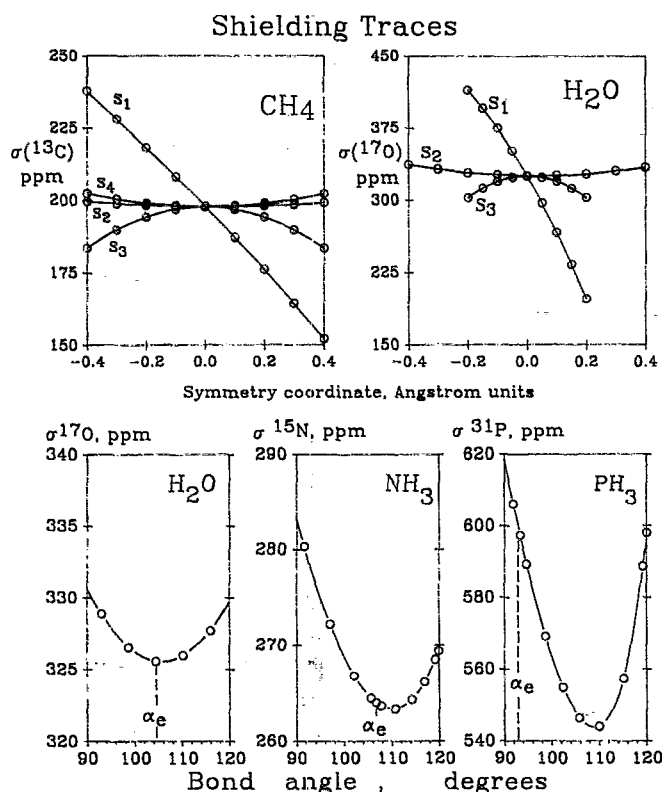 Shielding Traces
250
225
σ(13C)
ppm
200
175
150
S1
CH4
S4
S2
S3
-0.4 -0.2 0.0 0.2 0.4
450
375
σ(17O)
ppm
300
225
150
S1
H2O
S2
S3
-0.4 -0.2 0.0 0.2 0.4
Symmetry coordinate, Angstrom units
σ17O, ppm
340
335
330
325
320
H2O
αe
90 100 110 120
σ 15N, ppm
290
280
270
260
NH3
αe
90 100 110 120
σ 31P, ppm
620
600
580
560
540
PH3
αe
90 100 110 120
Bond angle , degrees